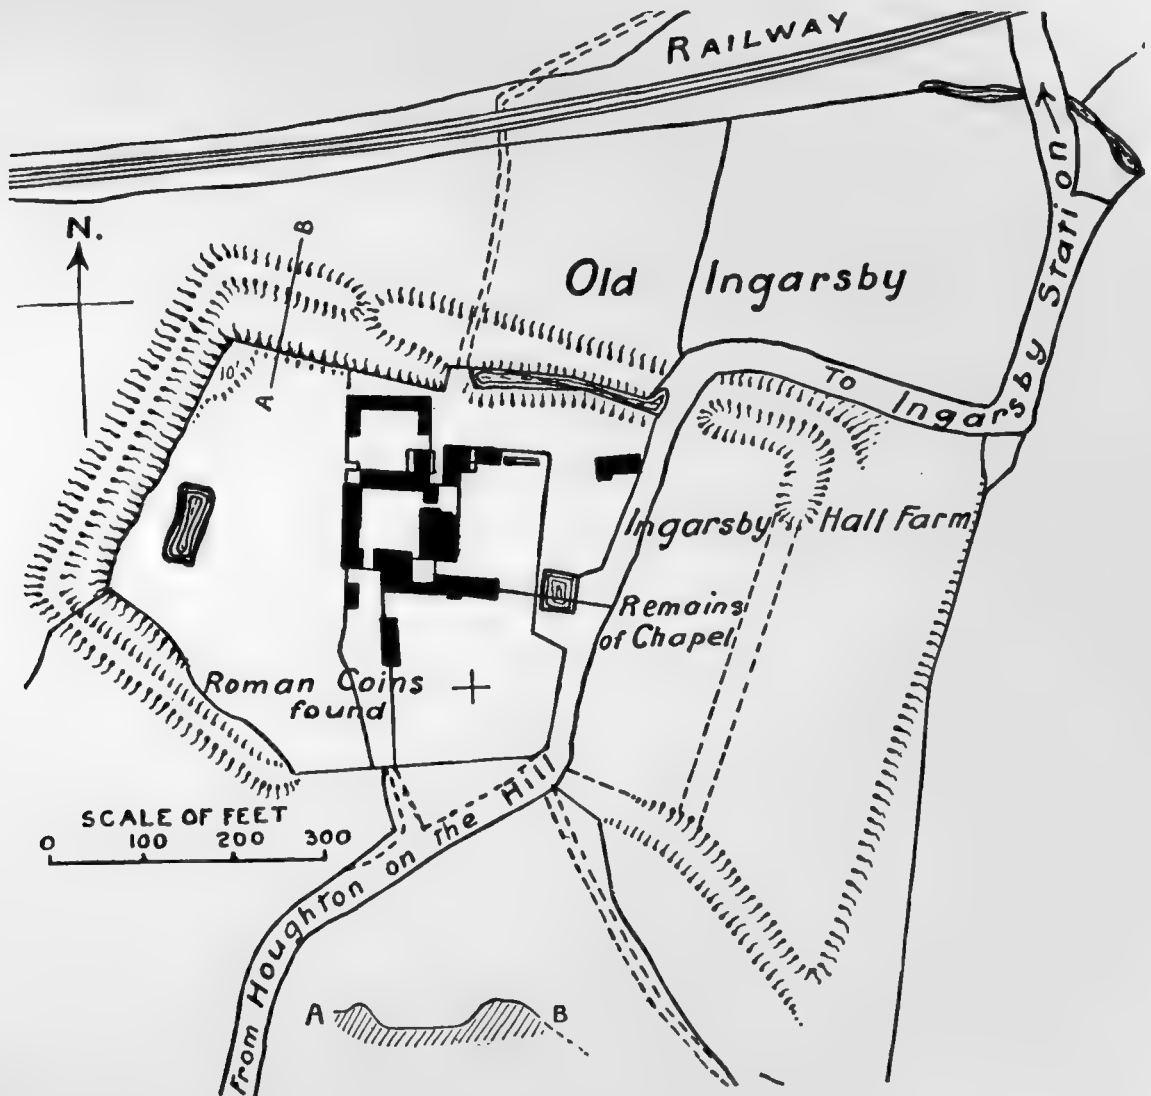 RAILWAY
N.
B
Old Ingarsby
To Ingarsby Station
10'
A
Ingarsby Hall Farm
Remains
of Chapel
Roman Coins
found
SCALE OF FEET
0 100 200 300
From Houghton on the Hill
A B